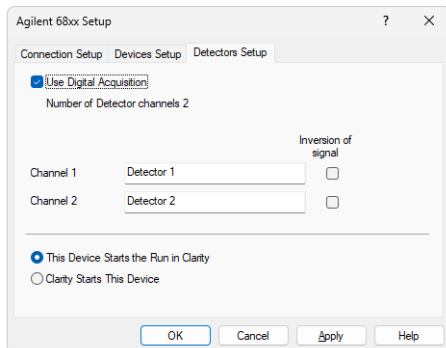 Agilent 68xx Setup ? ×
Connection Setup Devices Setup Detectors Setup
Use Digital Acquisition
Number of Detector channels 2
Inversion of
signal
Channel 1 Detector 1
Channel 2 Detector 2
This Device Starts the Run in Clarity
Clarity Starts This Device
OK Cancel Apply Help